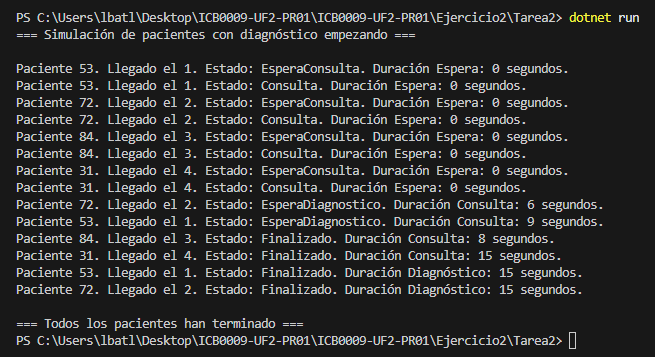 PS C:\Users\lbatl\Desktop\ICB0009-UF2-PR01\ICB0009-UF2-PR01\Ejercicio2\Tarea2> dotnet run
=== Simulación de pacientes con diagnóstico empezando ===
Paciente 53. Llegado el 1. Estado: EsperaConsulta. Duración Espera: 0 segundos.
Paciente 53. Llegado el 1. Estado: Consulta. Duración Espera: 0 segundos.
Paciente 72. Llegado el 2. Estado: EsperaConsulta. Duración Espera: 0 segundos.
Paciente 72. Llegado el 2. Estado: Consulta. Duración Espera: 0 segundos.
Paciente 84. Llegado el 3. Estado: EsperaConsulta. Duración Espera: 0 segundos.
Paciente 84. Llegado el 3. Estado: Consulta. Duración Espera: 0 segundos.
Paciente 31. Llegado el 4. Estado: EsperaConsulta. Duración Espera: 0 segundos.
Paciente 31. Llegado el 4. Estado: Consulta. Duración Espera: 0 segundos.
Paciente 72. Llegado el 2. Estado: EsperaDiagnostico. Duración Consulta: 6 segundos.
Paciente 53. Llegado el 1. Estado: EsperaDiagnostico. Duración Consulta: 9 segundos.
Paciente 84. Llegado el 3. Estado: Finalizado. Duración Consulta: 8 segundos.
Paciente 31. Llegado el 4. Estado: Finalizado. Duración Consulta: 15 segundos.
Paciente 53. Llegado el 1. Estado: Finalizado. Duración Diagnóstico: 15 segundos.
Paciente 72. Llegado el 2. Estado: Finalizado. Duración Diagnóstico: 15 segundos.
=== Todos los pacientes han terminado ===
PS C:\Users\lbatl\Desktop\ICB0009-UF2-PR01\ICB0009-UF2-PR01\Ejercicio2\Tarea2>